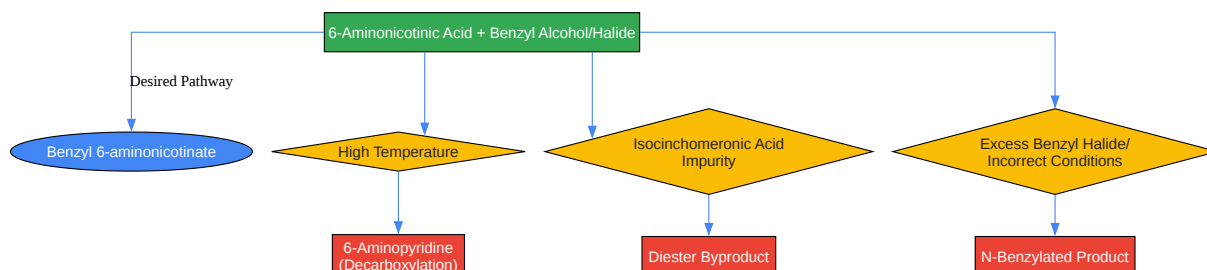 6-Aminonicotinic Acid + Benzyl Alcohol/Halide
Desired Pathway
Benzyl 6-aminonicotinate
High Temperature
Isocinchomeronic Acid
Impurity
Excess Benzyl Halide/
Incorrect Conditions
6-Aminopyridine
(Decarboxylation)
Diester Byproduct
N-Benzylated Product